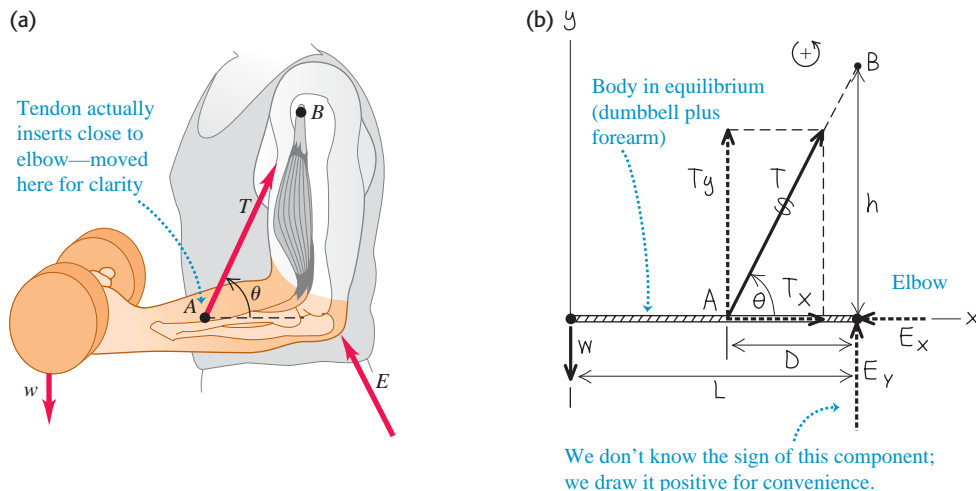 (a)
Tendon actually
inserts close to
elbow—moved
here for clarity
B
T
A
θ
w
E
(b)
y
+
B
Body in equilibrium
(dumbbell plus
forearm)
Ty
T
h
Elbow
A
θ
Tx
x
Ex
w
D
Ey
L
We don't know the sign of this component;
we draw it positive for convenience.